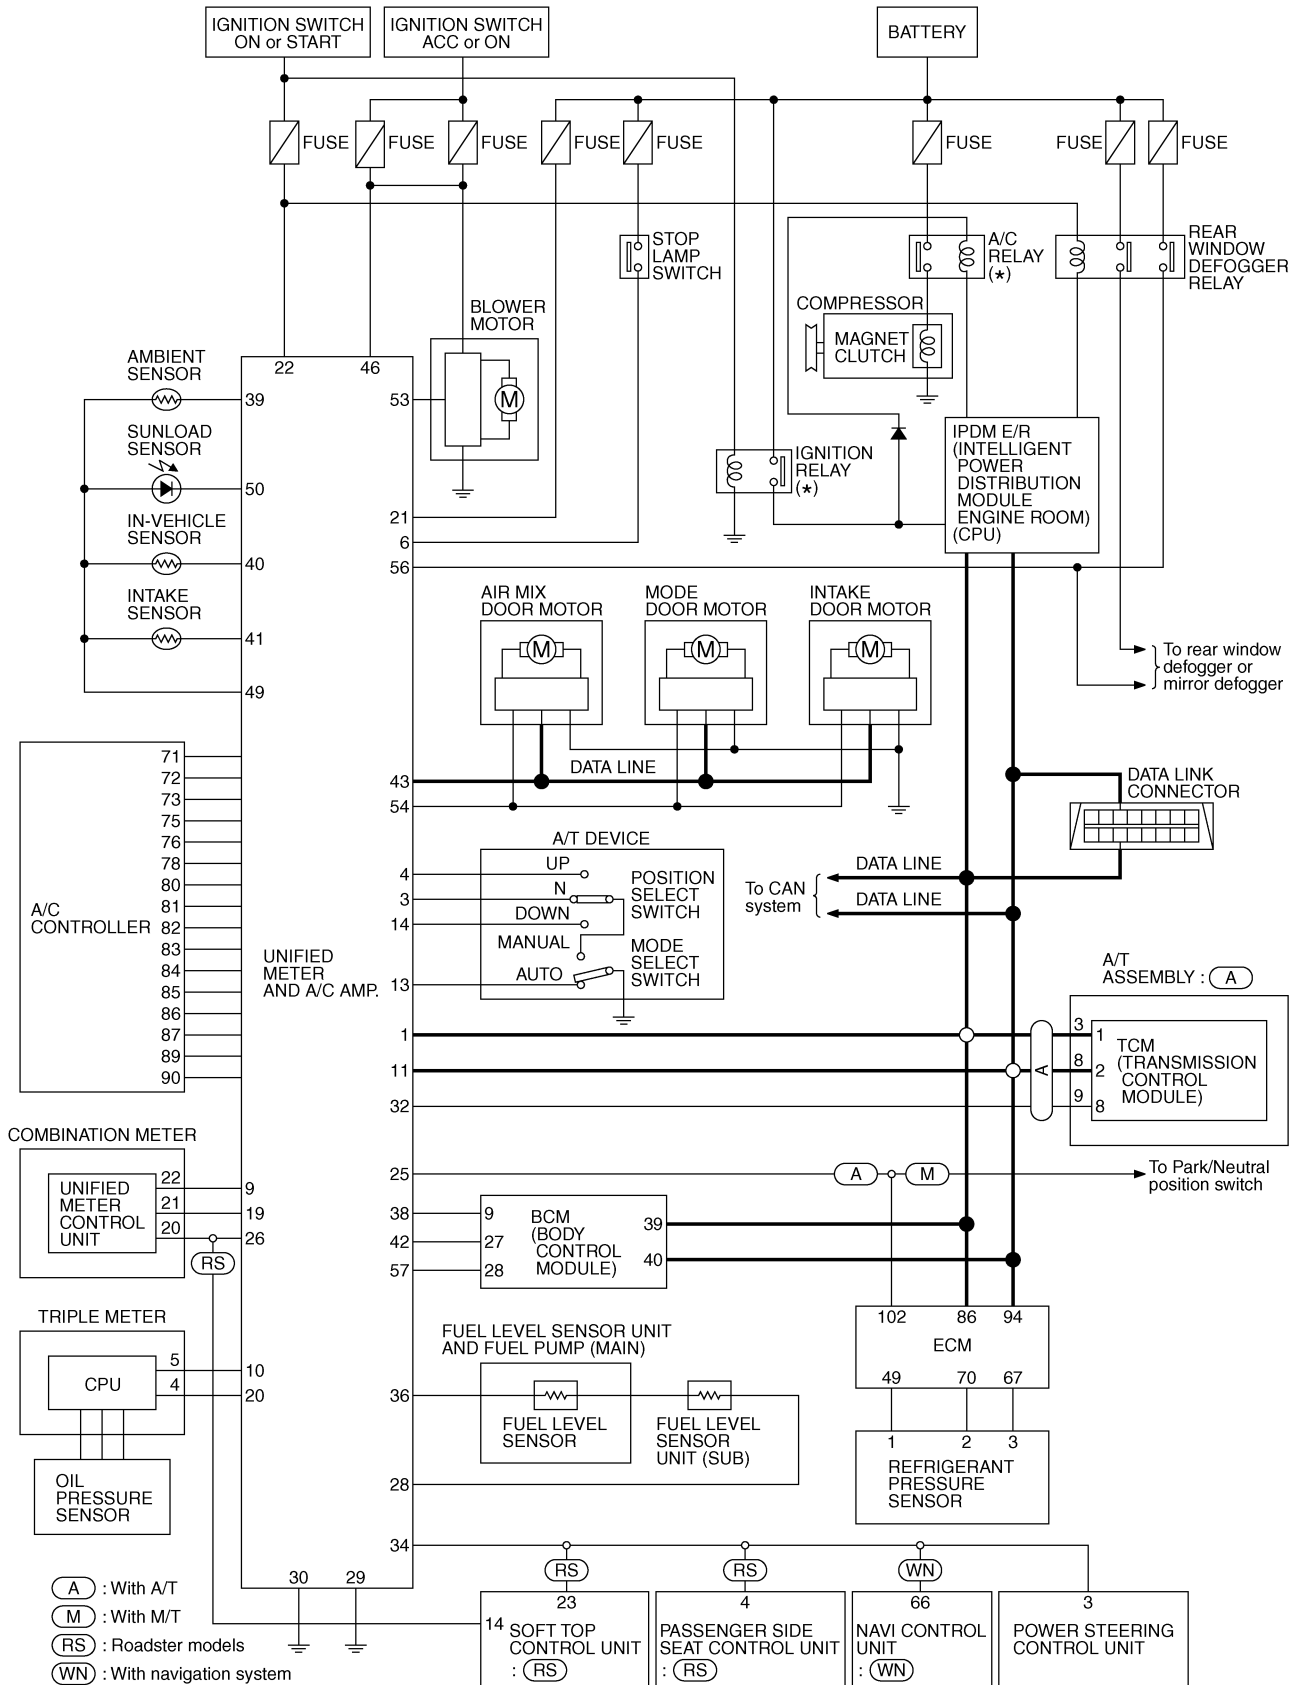 IGNITION SWITCH
ON or START
IGNITION SWITCH
ACC or ON
BATTERY
FUSE
FUSE
FUSE
FUSE
FUSE
FUSE
FUSE
FUSE
STOP
LAMP
SWITCH
A/C
RELAY
(*)
REAR
WINDOW
DEFOGGER
RELAY
BLOWER
MOTOR
M
COMPRESSOR
MAGNET
CLUTCH
AMBIENT
SENSOR
SUNLOAD
SENSOR
IN-VEHICLE
SENSOR
INTAKE
SENSOR
22
46
39
50
40
41
49
53
21
6
56
IGNITION
RELAY
(*)
IPDM E/R
(INTELLIGENT
POWER
DISTRIBUTION
MODULE
ENGINE ROOM)
(CPU)
AIR MIX
DOOR MOTOR
M
MODE
DOOR MOTOR
M
INTAKE
DOOR MOTOR
M
To rear window
defogger or
mirror defogger
43
DATA LINE
54
DATA LINK
CONNECTOR
A/C
CONTROLLER
71
72
73
75
76
78
80
81
82
83
84
85
86
87
89
90
UNIFIED
METER
AND A/C AMP.
A/T DEVICE
4
UP
3
N
14
DOWN
MANUAL
13
AUTO
POSITION
SELECT
SWITCH
MODE
SELECT
SWITCH
To CAN
system
DATA LINE
DATA LINE
A/T
ASSEMBLY : A
1
11
32
A
3
8
9
1
2
8
TCM
(TRANSMISSION
CONTROL
MODULE)
COMBINATION METER
UNIFIED
METER
CONTROL
UNIT
22
21
20
9
19
26
RS
25
A
M
To Park/Neutral
position switch
38
42
57
9
27
28
BCM
(BODY
CONTROL
MODULE)
39
40
102
86
94
ECM
49
70
67
1
2
3
REFRIGERANT
PRESSURE
SENSOR
TRIPLE METER
CPU
5
4
10
20
OIL
PRESSURE
SENSOR
FUEL LEVEL SENSOR UNIT
AND FUEL PUMP (MAIN)
36
FUEL LEVEL
SENSOR
FUEL LEVEL
SENSOR
UNIT (SUB)
28
34
30
29
RS
RS
WN
14
23
SOFT TOP
CONTROL UNIT
: RS
4
PASSENGER SIDE
SEAT CONTROL UNIT
: RS
66
NAVI CONTROL
UNIT
: WN
3
POWER STEERING
CONTROL UNIT
A : With A/T
M : With M/T
RS : Roadster models
WN : With navigation system